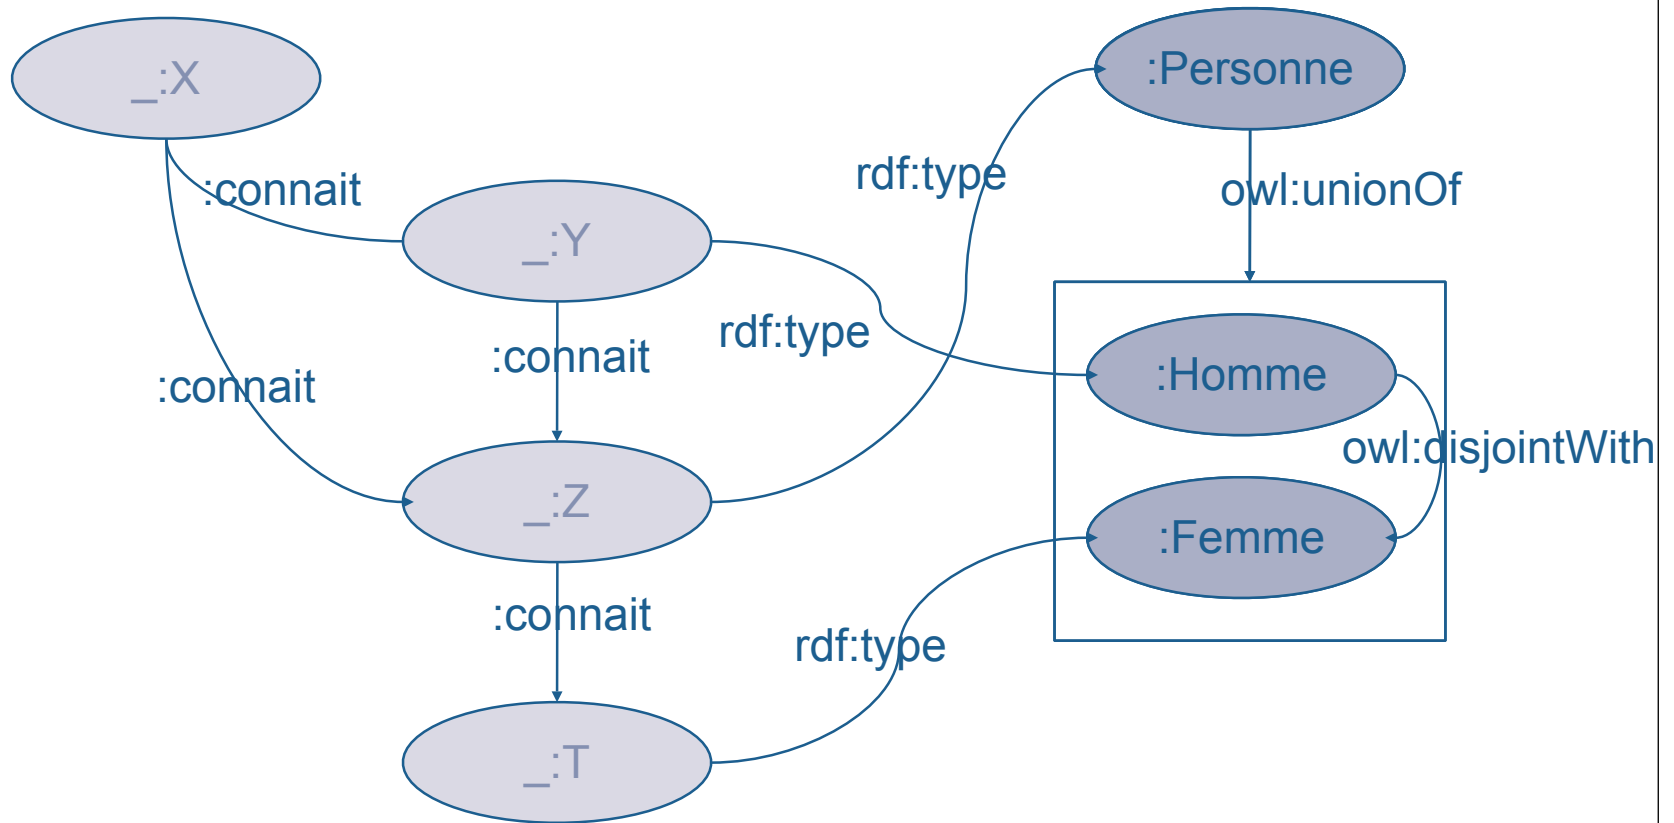 _:X
:Personne
:connait
rdf:type
owl:unionOf
_:Y
rdf:type
:connait
:connait
:Homme
owl:disjointWith
_:Z
:Femme
:connait
rdf:type
_:T